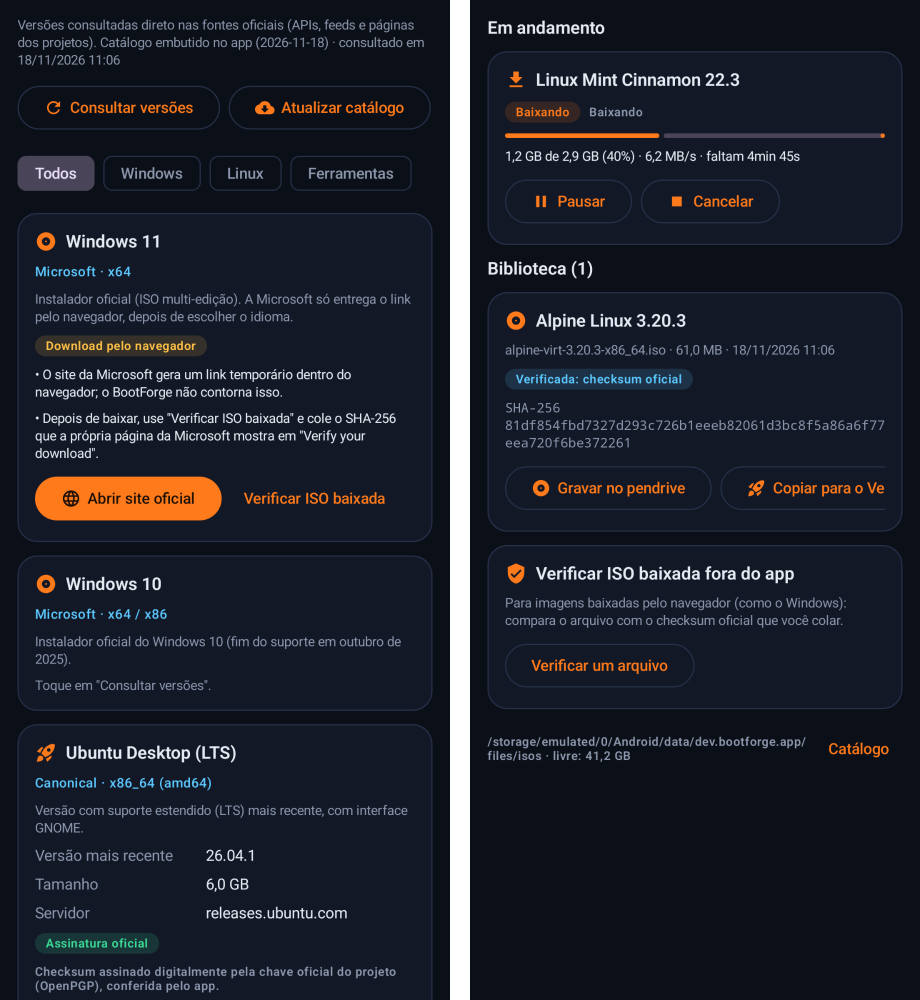 Versões consultadas direto nas fontes oficiais (APIs, feeds e páginas
dos projetos). Catálogo embutido no app (2026-11-18) · consultado em
18/11/2026 11:06
Consultar versões
Atualizar catálogo
Todos
Windows
Linux
Ferramentas
Windows 11
Microsoft · x64
Instalador oficial (ISO multi-edição). A Microsoft só entrega o link
pelo navegador, depois de escolher o idioma.
Download pelo navegador
• O site da Microsoft gera um link temporário dentro do
navegador; o BootForge não contorna isso.
• Depois de baixar, use "Verificar ISO baixada" e cole o SHA-256
que a própria página da Microsoft mostra em "Verify your
download".
Abrir site oficial
Verificar ISO baixada
Windows 10
Microsoft · x64 / x86
Instalador oficial do Windows 10 (fim do suporte em outubro de
2025).
Toque em "Consultar versões".
Ubuntu Desktop (LTS)
Canonical · x86_64 (amd64)
Versão com suporte estendido (LTS) mais recente, com interface
GNOME.
Versão mais recente 26.04.1
Tamanho 6,0 GB
Servidor releases.ubuntu.com
Assinatura oficial
Checksum assinado digitalmente pela chave oficial do projeto
(OpenPGP), conferida pelo app.
Em andamento
Linux Mint Cinnamon 22.3
Baixando Baixando
1,2 GB de 2,9 GB (40%) · 6,2 MB/s · faltam 4min 45s
Pausar
Cancelar
Biblioteca (1)
Alpine Linux 3.20.3
alpine-virt-3.20.3-x86_64.iso · 61,0 MB · 18/11/2026 11:06
Verificada: checksum oficial
SHA-256
81df854fbd7327d293c726b1eeeb82061d3bc8f5a86a6f77
eea720f6be372261
Gravar no pendrive
Copiar para o Ve
Verificar ISO baixada fora do app
Para imagens baixadas pelo navegador (como o Windows):
compara o arquivo com o checksum oficial que você colar.
Verificar um arquivo
/storage/emulated/0/Android/data/dev.bootforge.app/
files/isos · livre: 41,2 GB
Catálogo